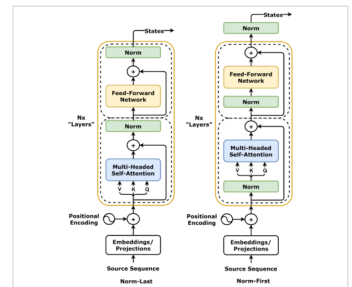 States
Norm
Feed-Forward
Network
Nx
"Layers"
Norm
Multi-Headed
Self-Attention
V K Q
Positional
Encoding
Embeddings/
Projections
Source Sequence
Norm-Last
States
Norm
Feed-Forward
Network
Norm
Nx
"Layers"
Multi-Headed
Self-Attention
V K Q
Norm
Positional
Encoding
Embeddings/
Projections
Source Sequence
Norm-First